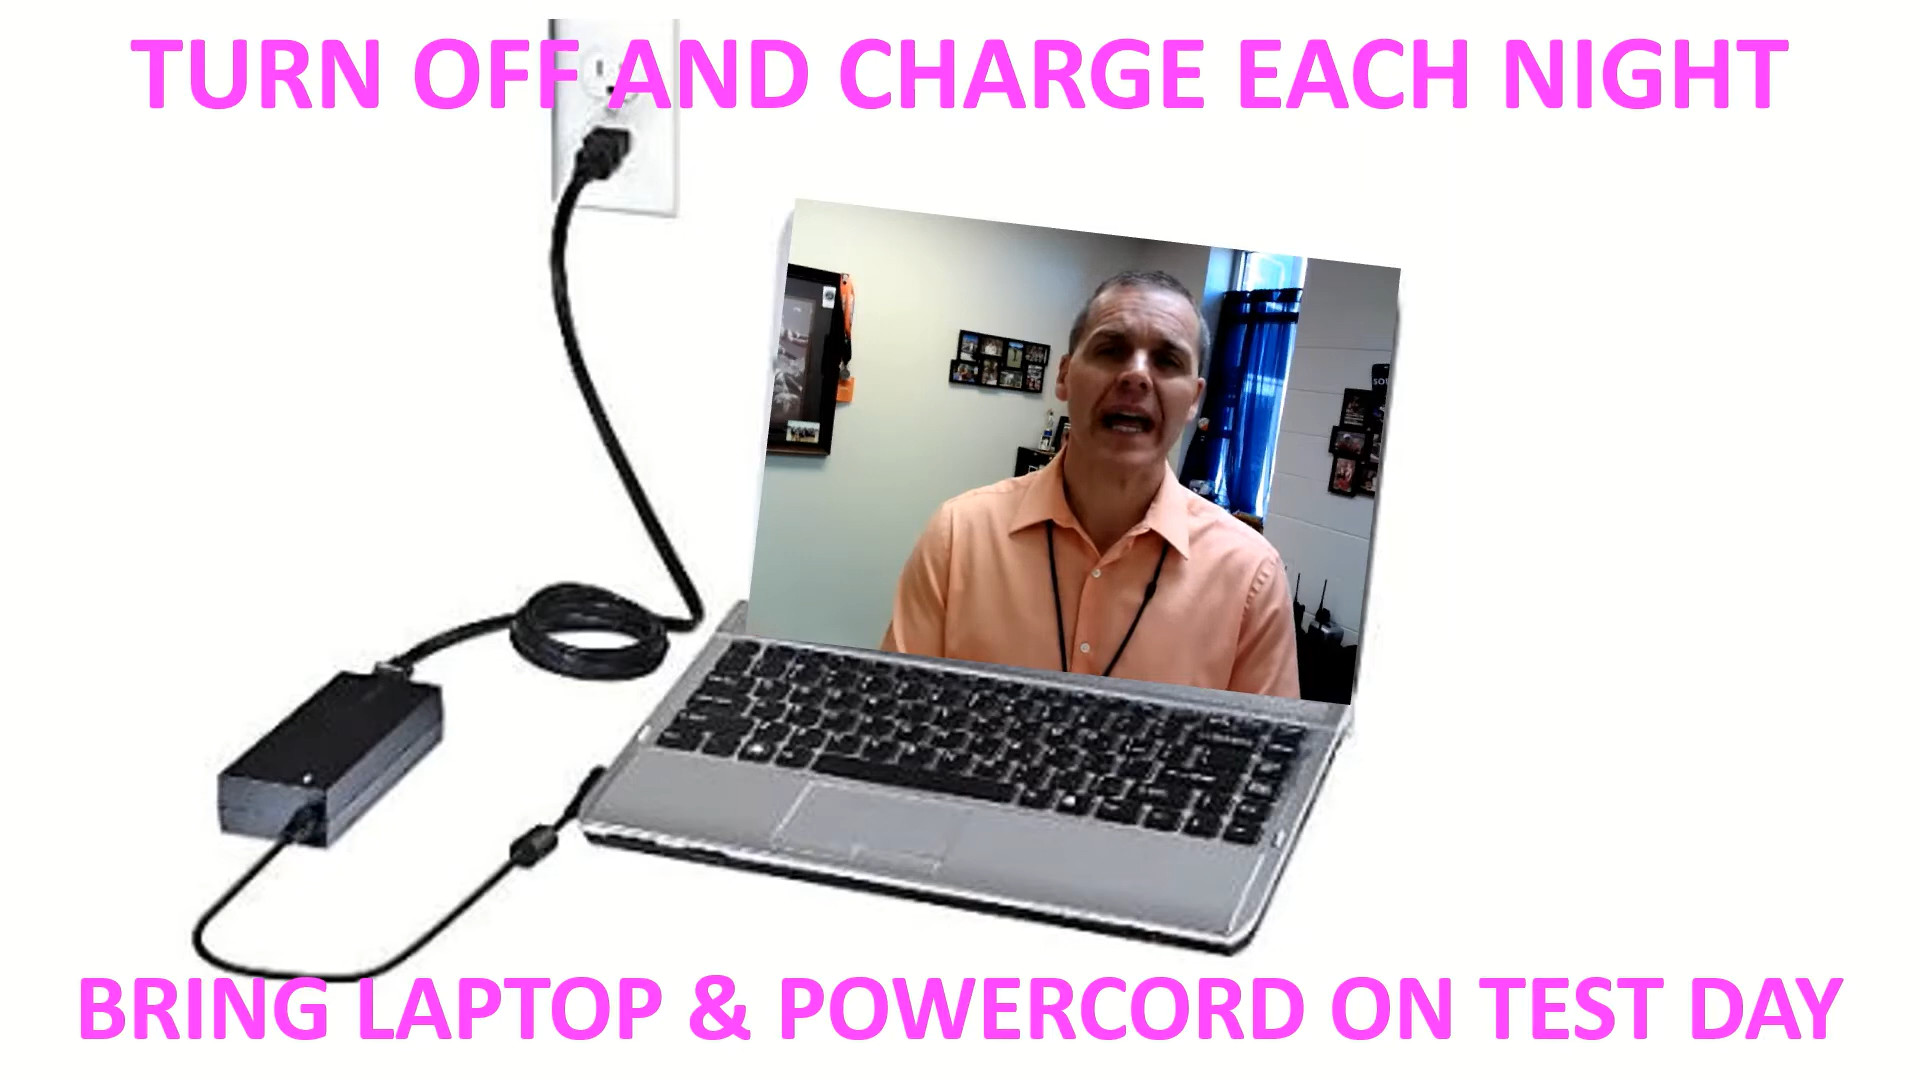 TURN OFF AND CHARGE EACH NIGHT
BRING LAPTOP & POWERCORD ON TEST DAY